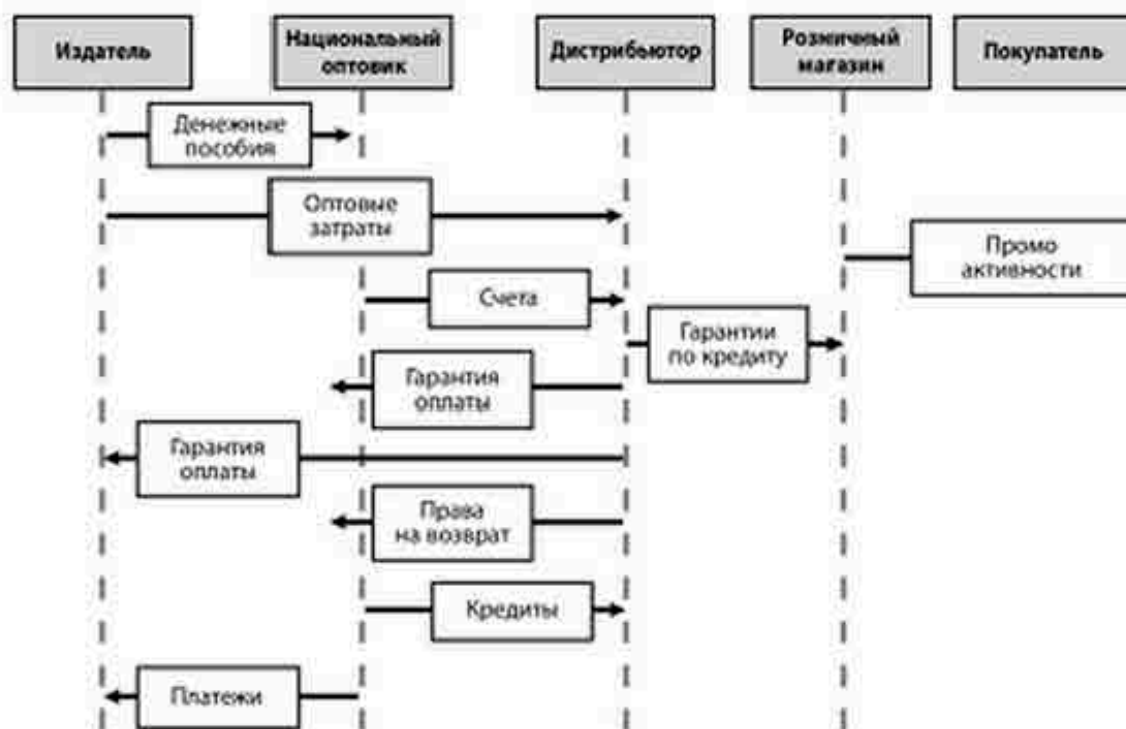 Издатель
Национальный
оптовик
Дистрибьютор
Розничный
магазин
Покупатель
Денежные
пособия
Оптовые
затраты
Промо
активности
Счета
Гарантии
по кредиту
Гарантия
оплаты
Гарантия
оплаты
Права
на возврат
Кредиты
Платежи